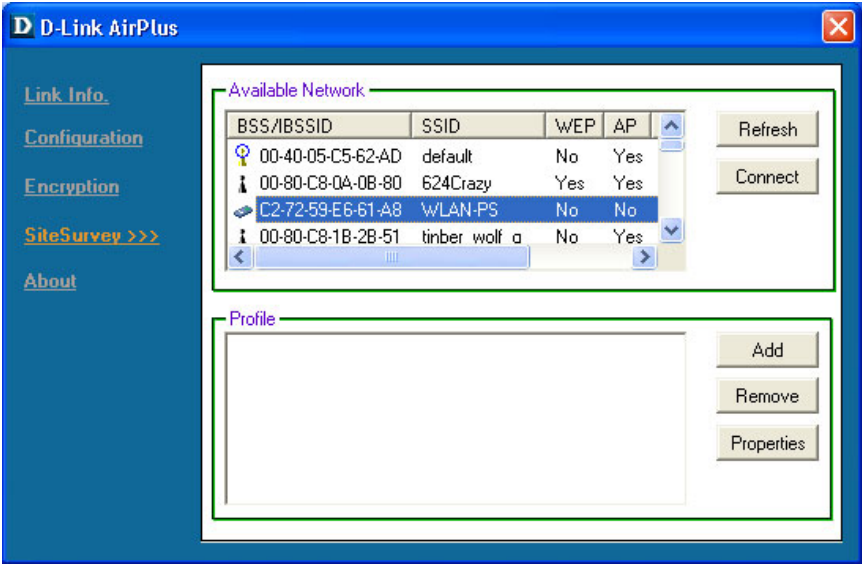 D D-Link AirPlus
Link Info.
Configuration
Encryption
SiteSurvey >>>
About
Available Network
BSS/IBSSID SSID WEP AP
00-40-05-C5-62-AD default No Yes
00-80-C8-0A-0B-80 624Crazy Yes Yes
C2-72-59-E6-61-A8 WLAN-PS No No
00-80-C8-1B-2B-51 tinber_wolf_g No Yes
Refresh
Connect
Profile
Add
Remove
Properties